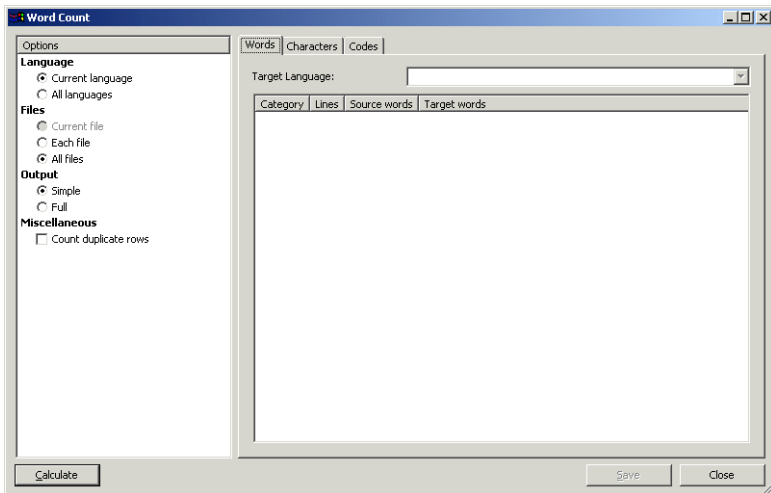 Word Count
Options
Language
Current language
All languages
Files
Current file
Each file
All files
Output
Simple
Full
Miscellaneous
Count duplicate rows
Words Characters Codes
Target Language:
Category Lines Source words Target words
Calculate Save Close